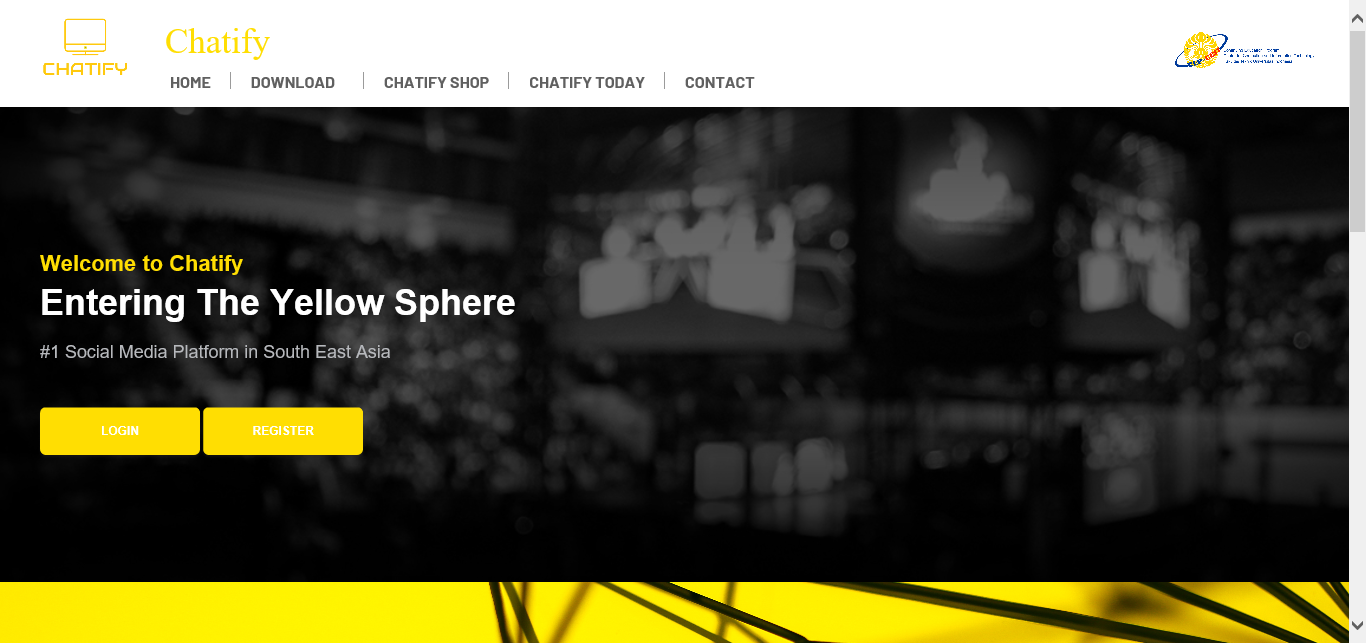 CHATIFY
Chatify
HOME
DOWNLOAD
CHATIFY SHOP
CHATIFY TODAY
CONTACT
Welcome to Chatify
Entering The Yellow Sphere
#1 Social Media Platform in South East Asia
LOGIN
REGISTER